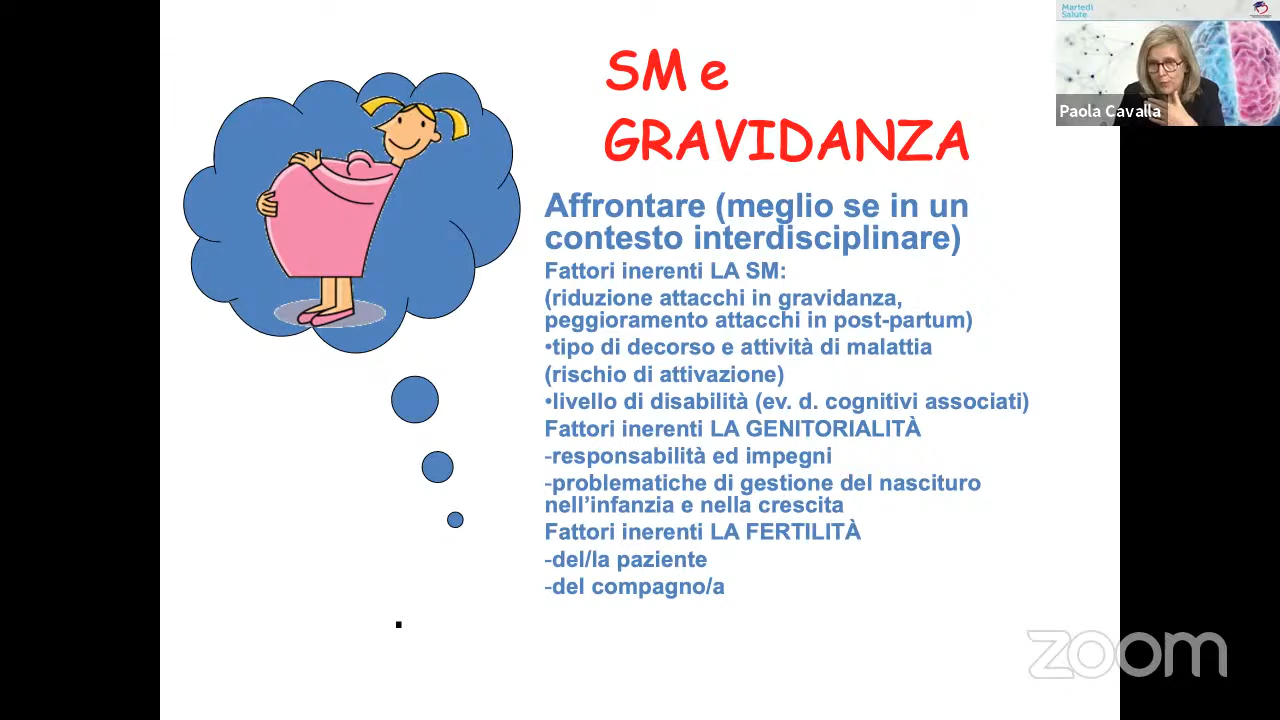 SM e
GRAVIDANZA
Affrontare (meglio se in un
contesto interdisciplinare)
Fattori inerenti LA SM:
(riduzione attacchi in gravidanza,
peggioramento attacchi in post-partum)
•tipo di decorso e attività di malattia
(rischio di attivazione)
•livello di disabilità (ev. d. cognitivi associati)
Fattori inerenti LA GENITORIALITÀ
-responsabilità ed impegni
-problematiche di gestione del nascituro
nell’infanzia e nella crescita
Fattori inerenti LA FERTILITÀ
-del/la paziente
-del compagno/a
.
Martedì
Salute
Paola Cavalla
zoom